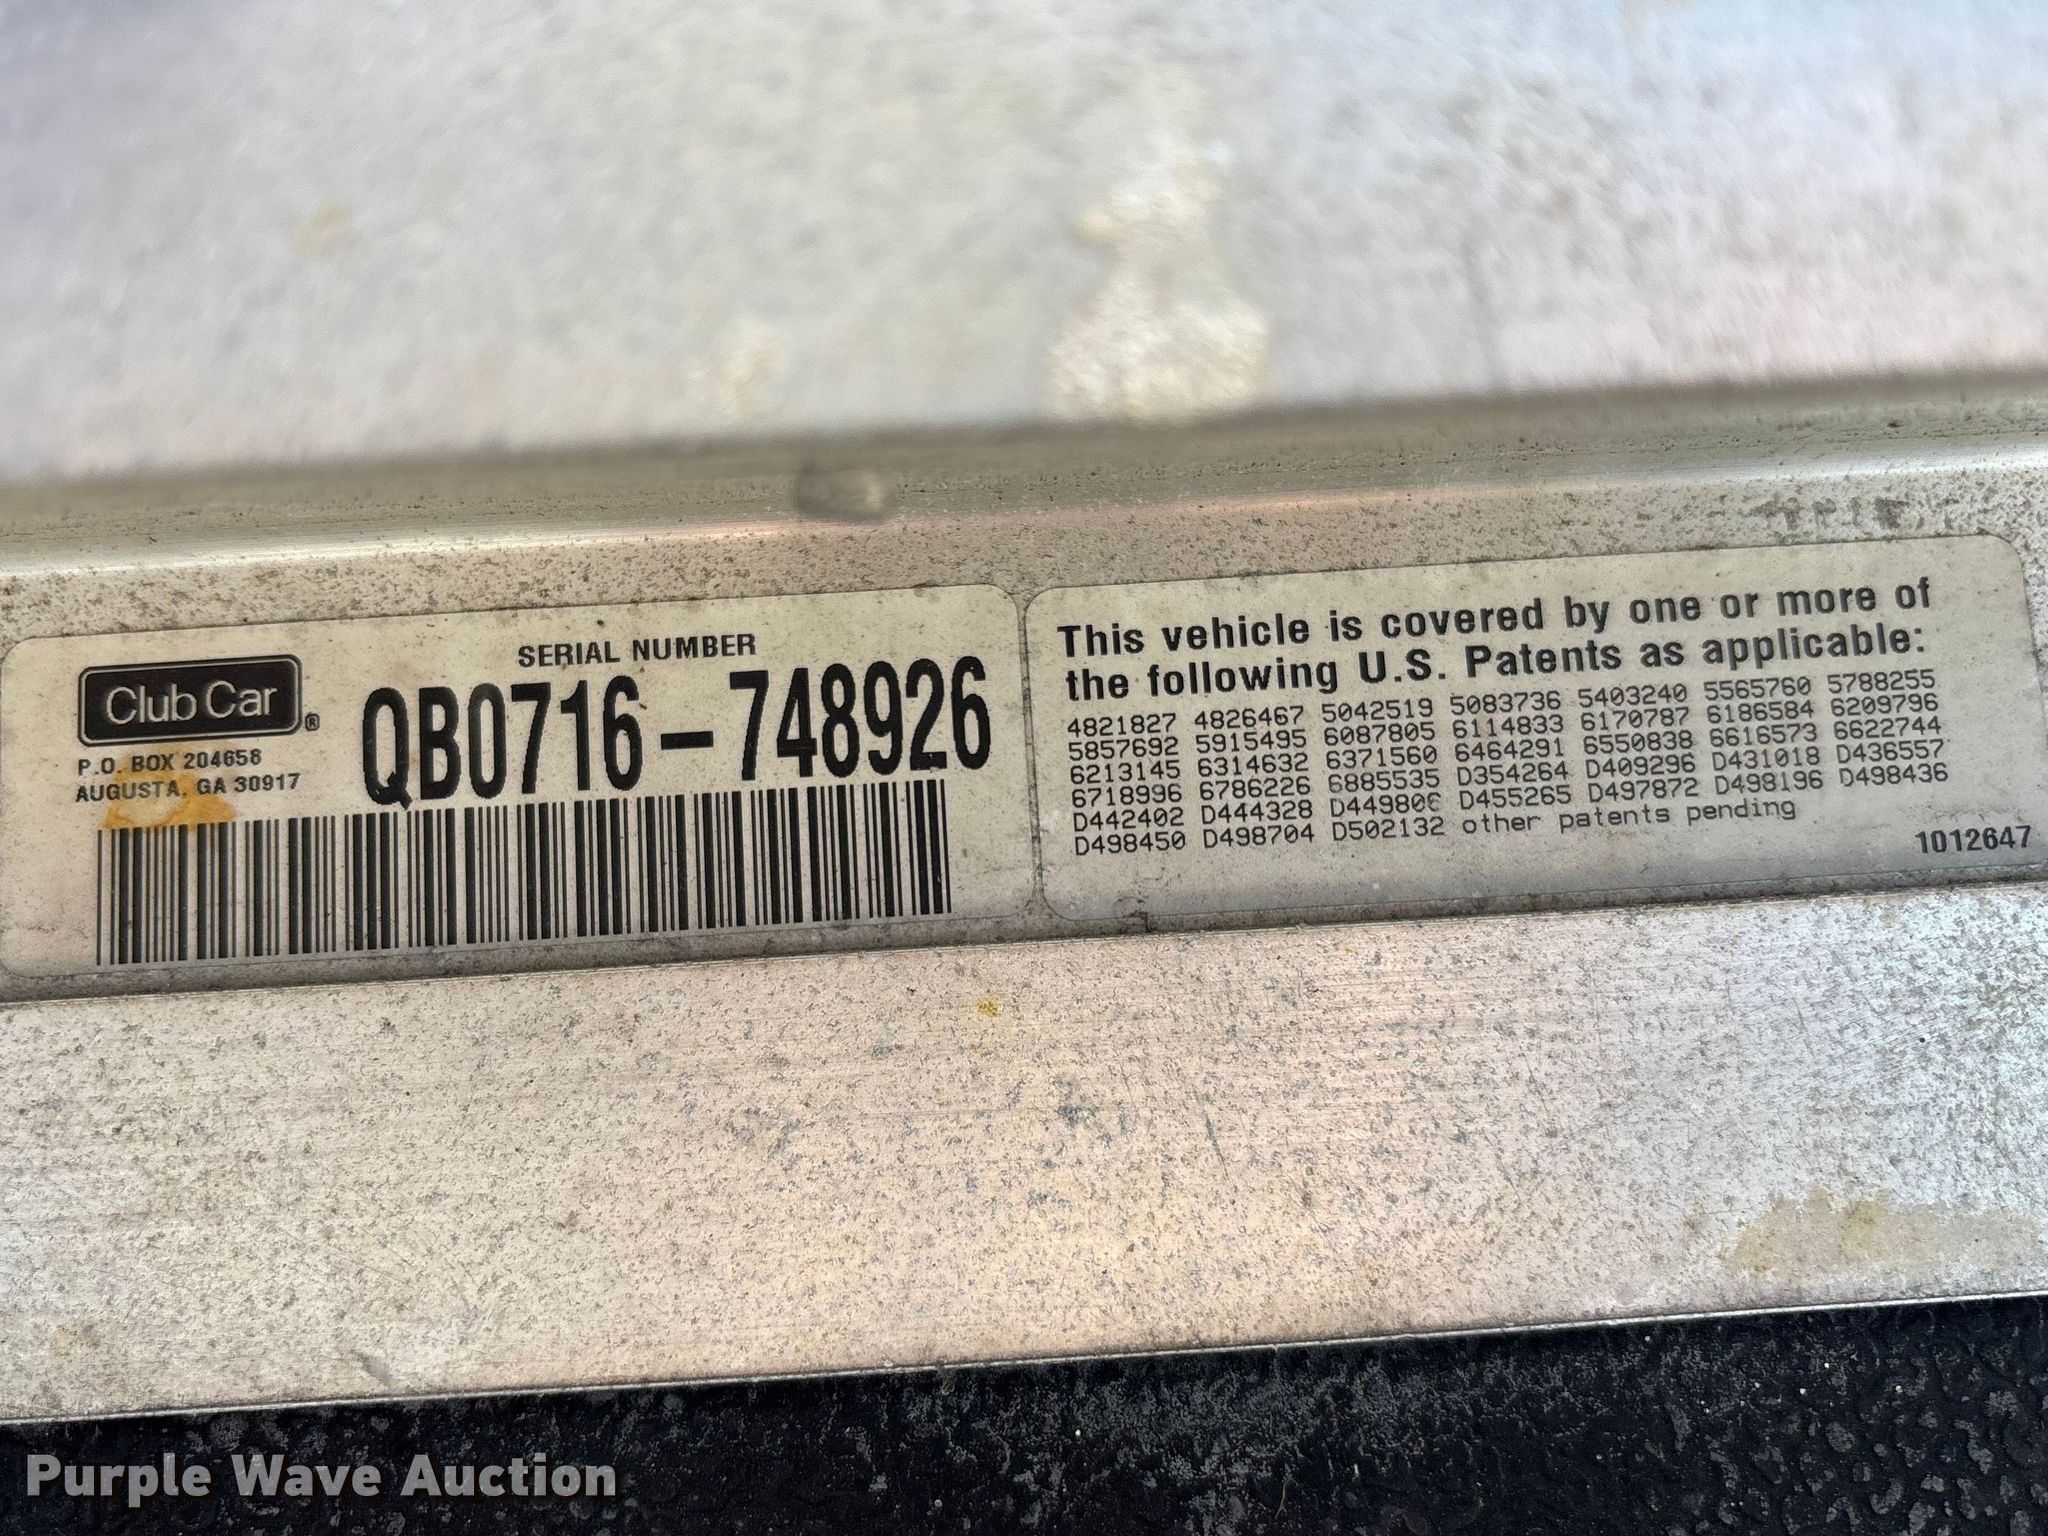 Club Car®
P.O. BOX 204658
AUGUSTA, GA 30917
SERIAL NUMBER
QB0716-748926
This vehicle is covered by one or more of
the following U.S. Patents as applicable:
4821827 4826467 5042519 5083736 5403240 5565760 5788255
5857692 5915495 6087805 6114833 6170787 6186584 6209796
6213145 6314632 6371560 6464291 6550838 6616573 6622744
6718996 6786226 6885535 D354264 D409296 D431018 D436557
D442402 D444328 D449806 D455265 D497872 D498196 D498436
D498450 D498704 D502132 other patents pending
1012647
Purple Wave Auction